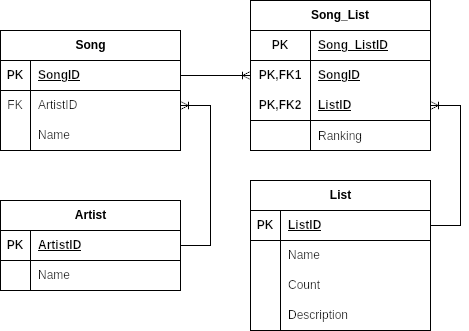 Song
PK SongID
FK ArtistID
Name
Song_List
PK Song_ListID
PK,FK1 SongID
PK,FK2 ListID
Ranking
Artist
PK ArtistID
Name
List
PK ListID
Name
Count
Description